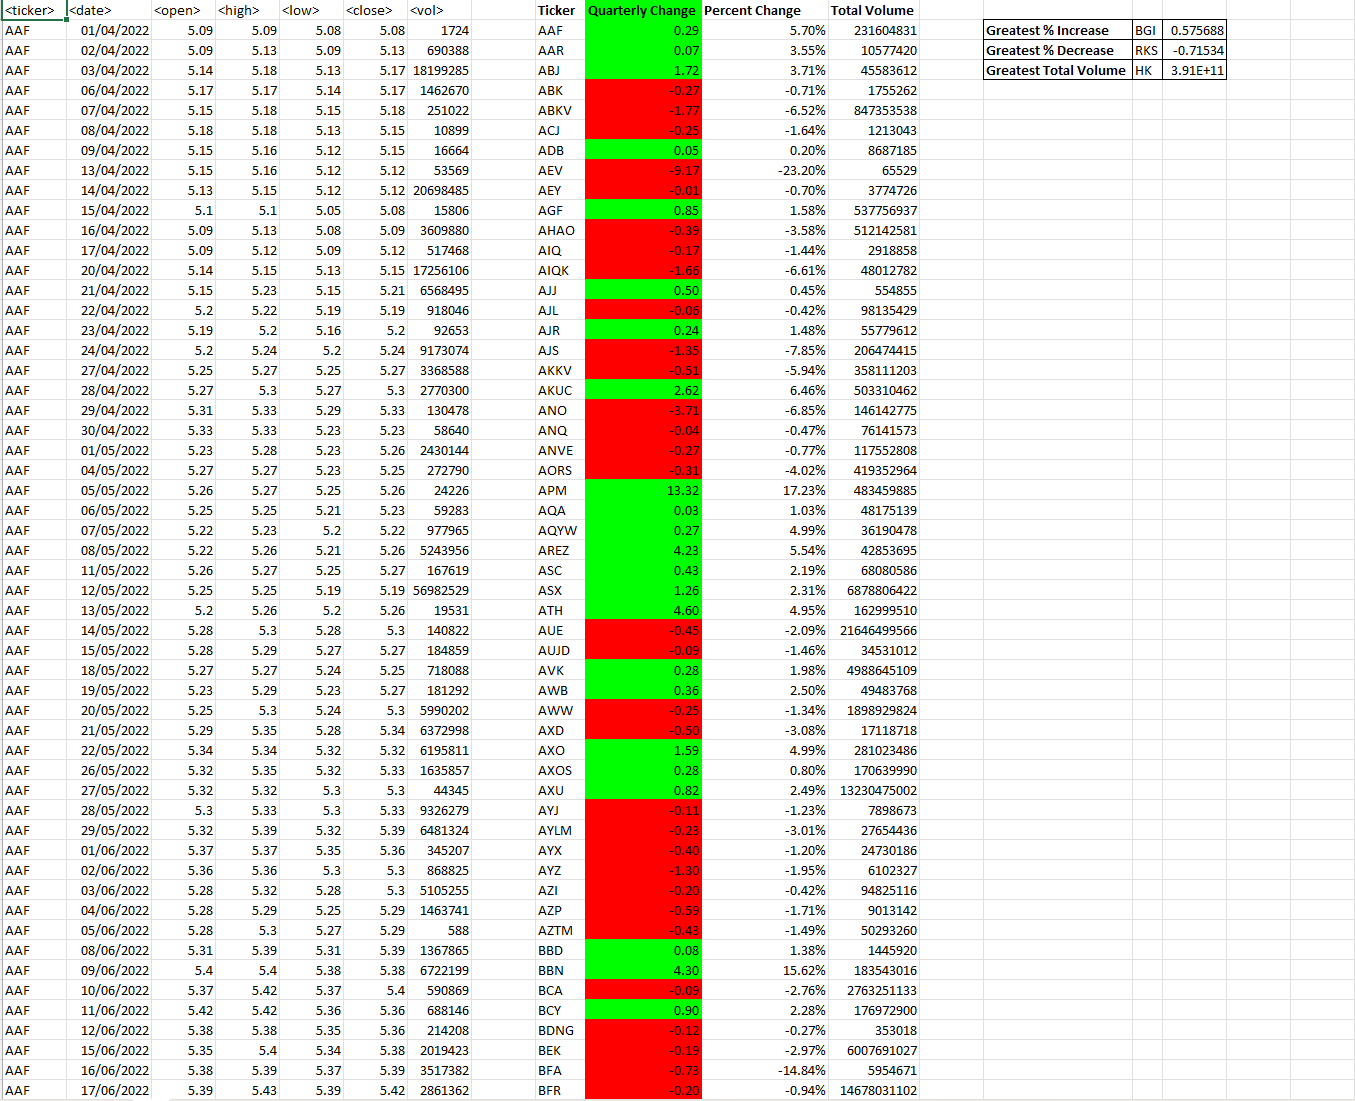 <ticker> <date> <open> <high> <low> <close> <vol> Ticker Quarterly Change Percent Change Total Volume
AAF 01/04/2022 5.09 5.09 5.08 5.08 1724 AAF 0.29 5.70% 231604831 Greatest % Increase BGI 0.575688
AAF 02/04/2022 5.09 5.13 5.09 5.13 690388 AAR 0.07 3.55% 10577420 Greatest % Decrease RKS -0.71534
AAF 03/04/2022 5.14 5.18 5.13 5.17 18199285 ABJ 1.72 3.71% 45583612 Greatest Total Volume HK 3.91E+11
AAF 06/04/2022 5.17 5.17 5.14 5.17 1462670 ABK -0.27 -0.71% 1755262
AAF 07/04/2022 5.15 5.18 5.15 5.18 251022 ABKV -1.77 -6.52% 847353538
AAF 08/04/2022 5.18 5.18 5.13 5.15 10899 ACJ -0.25 -1.64% 1213043
AAF 09/04/2022 5.15 5.16 5.12 5.15 16664 ADB 0.05 0.20% 8687185
AAF 13/04/2022 5.15 5.16 5.12 5.12 53569 AEV -9.17 -23.20% 65529
AAF 14/04/2022 5.13 5.15 5.12 5.12 20698485 AEY -0.01 -0.70% 3774726
AAF 15/04/2022 5.1 5.1 5.05 5.08 15806 AGF 0.85 1.58% 537756937
AAF 16/04/2022 5.09 5.13 5.08 5.09 3609880 AHAO -0.39 -3.58% 512142581
AAF 17/04/2022 5.09 5.12 5.09 5.12 517468 AIQ -0.17 -1.44% 2918858
AAF 20/04/2022 5.14 5.15 5.13 5.15 17256106 AIQK -1.66 -6.61% 48012782
AAF 21/04/2022 5.15 5.23 5.15 5.21 6568495 AJJ 0.50 0.45% 554855
AAF 22/04/2022 5.2 5.22 5.19 5.19 918046 AJL -0.06 -0.42% 98135429
AAF 23/04/2022 5.19 5.2 5.16 5.2 92653 AJR 0.24 1.48% 55779612
AAF 24/04/2022 5.2 5.24 5.2 5.24 9173074 AJS -1.35 -7.85% 206474415
AAF 27/04/2022 5.25 5.27 5.25 5.27 3368588 AKKV -0.51 -5.94% 358111203
AAF 28/04/2022 5.27 5.3 5.27 5.3 2770300 AKUC 2.62 6.46% 503310462
AAF 29/04/2022 5.31 5.33 5.29 5.33 130478 ANO -3.71 -6.85% 146142775
AAF 30/04/2022 5.33 5.33 5.23 5.23 58640 ANQ -0.04 -0.47% 76141573
AAF 01/05/2022 5.23 5.28 5.23 5.26 2430144 ANVE -0.27 -0.77% 117552808
AAF 04/05/2022 5.27 5.27 5.23 5.25 272790 AORS -0.31 -4.02% 419352964
AAF 05/05/2022 5.26 5.27 5.25 5.26 24226 APM 13.32 17.23% 483459885
AAF 06/05/2022 5.25 5.25 5.21 5.23 59283 AQA 0.03 1.03% 48175139
AAF 07/05/2022 5.22 5.23 5.2 5.22 977965 AQYW 0.27 4.99% 36190478
AAF 08/05/2022 5.22 5.26 5.21 5.26 5243956 AREZ 4.23 5.54% 42853695
AAF 11/05/2022 5.26 5.27 5.25 5.27 167619 ASC 0.43 2.19% 68080586
AAF 12/05/2022 5.25 5.25 5.19 5.19 56982529 ASX 1.26 2.31% 6878806422
AAF 13/05/2022 5.2 5.26 5.2 5.26 19531 ATH 4.60 4.95% 162999510
AAF 14/05/2022 5.28 5.3 5.28 5.3 140822 AUE -0.45 -2.09% 21646499566
AAF 15/05/2022 5.28 5.29 5.27 5.27 184859 AUJD -0.09 -1.46% 34531012
AAF 18/05/2022 5.27 5.27 5.24 5.25 718088 AVK 0.28 1.98% 4988645109
AAF 19/05/2022 5.23 5.29 5.23 5.27 181292 AWB 0.36 2.50% 49483768
AAF 20/05/2022 5.25 5.3 5.24 5.3 5990202 AWW -0.25 -1.34% 1898929824
AAF 21/05/2022 5.29 5.35 5.28 5.34 6372998 AXD -0.50 -3.08% 17118718
AAF 22/05/2022 5.34 5.34 5.32 5.32 6195811 AXO 1.59 4.99% 281023486
AAF 26/05/2022 5.32 5.35 5.32 5.33 1635857 AXOS 0.28 0.80% 170639990
AAF 27/05/2022 5.32 5.32 5.3 5.3 44345 AXU 0.82 2.49% 13230475002
AAF 28/05/2022 5.3 5.33 5.3 5.33 9326279 AYJ -0.11 -1.23% 7898673
AAF 29/05/2022 5.32 5.39 5.32 5.39 6481324 AYLM -0.23 -3.01% 27654436
AAF 01/06/2022 5.37 5.37 5.35 5.36 345207 AYX -0.40 -1.20% 24730186
AAF 02/06/2022 5.36 5.36 5.3 5.3 868825 AYZ -1.30 -1.95% 6102327
AAF 03/06/2022 5.28 5.32 5.28 5.3 5105255 AZI -0.20 -0.42% 94825116
AAF 04/06/2022 5.28 5.29 5.25 5.29 1463741 AZP -0.59 -1.71% 9013142
AAF 05/06/2022 5.28 5.3 5.27 5.29 588 AZTM -0.43 -1.49% 50293260
AAF 08/06/2022 5.31 5.39 5.31 5.39 1367865 BBD 0.08 1.38% 1445920
AAF 09/06/2022 5.4 5.4 5.38 5.38 6722199 BBN 4.30 15.62% 183543016
AAF 10/06/2022 5.37 5.42 5.37 5.4 590869 BCA -0.09 -2.76% 2763251133
AAF 11/06/2022 5.42 5.42 5.36 5.36 688146 BCY 0.90 2.28% 176972900
AAF 12/06/2022 5.38 5.38 5.35 5.36 214208 BDNG -0.12 -0.27% 353018
AAF 15/06/2022 5.35 5.4 5.34 5.38 2019423 BEK -0.19 -2.97% 6007691027
AAF 16/06/2022 5.38 5.39 5.37 5.39 3517382 BFA -0.73 -14.84% 5954671
AAF 17/06/2022 5.39 5.43 5.39 5.42 2861362 BFR -0.20 -0.94% 14678031102